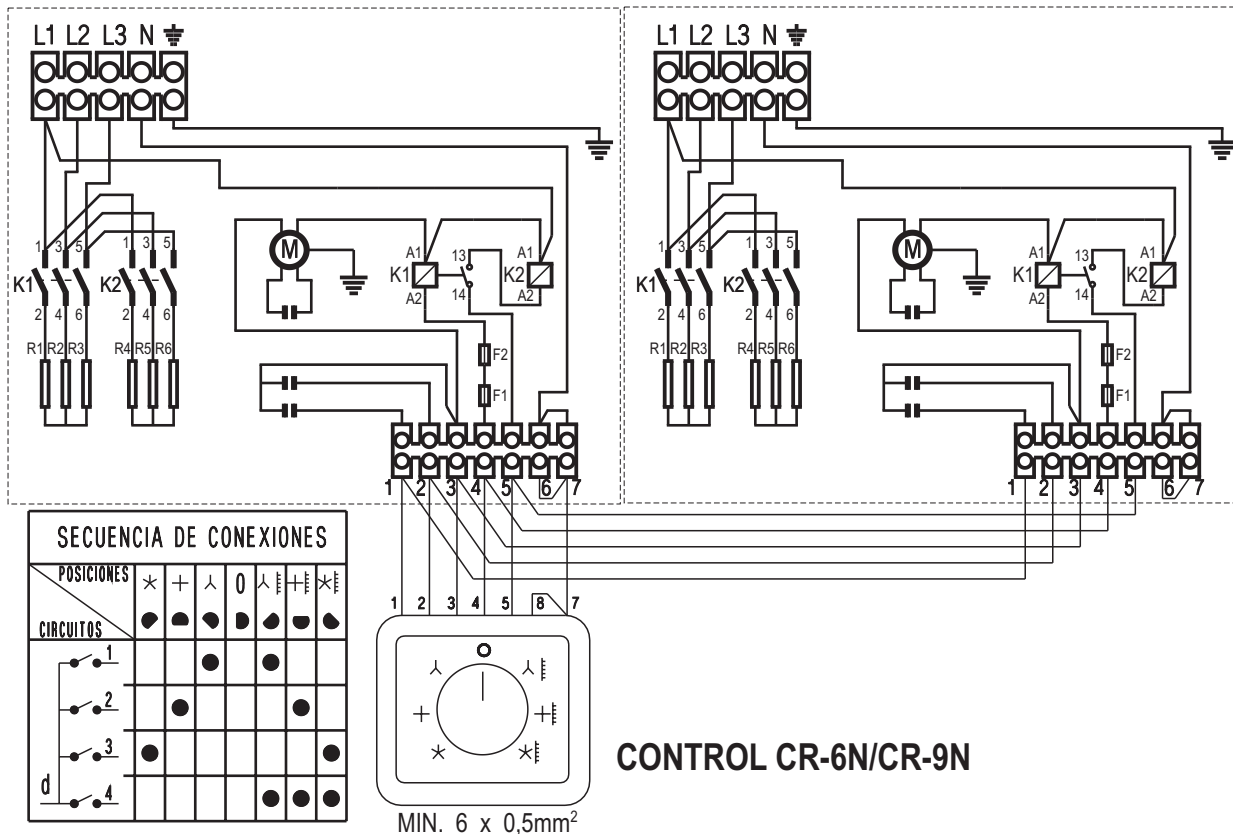 L1 L2 L3 N
L1 L2 L3 N
M
M
1 3 5
1 3 5
A1
13
A1
K1
K2
K1
K2
A2
14
A2
2 4 6
2 4 6
R1 R2 R3
R4 R5 R6
F2
F1
1 3 5
1 3 5
A1
13
A1
K1
K2
K1
K2
A2
14
A2
2 4 6
2 4 6
R1 R2 R3
R4 R5 R6
F2
F1
1 2 3 4 5 6 7
1 2 3 4 5 6 7
SECUENCIA DE CONEXIONES
POSICIONES
0
CIRCUITOS
1
2
3
d
4
1 2 3 4 5 8 7
O
CONTROL CR-6N/CR-9N
MIN. 6 x 0,5mm²